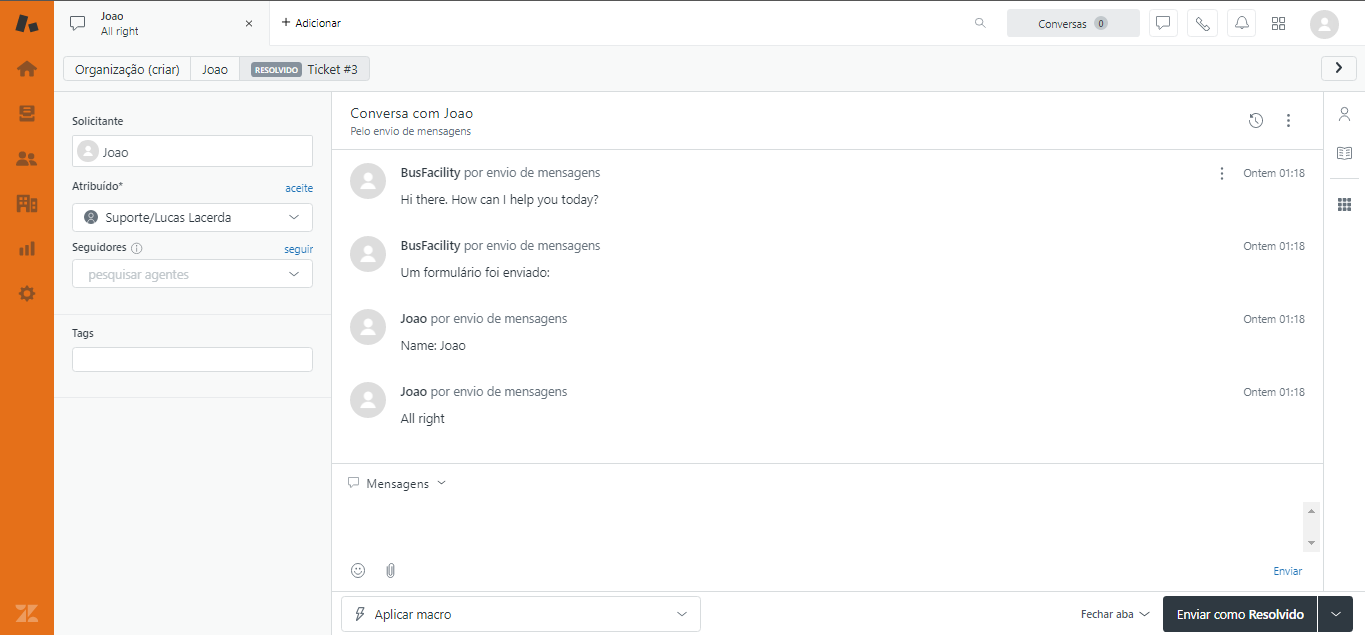 Joao
All right
+ Adicionar
Conversas 0
Organização (criar)
Joao
RESOLVIDO Ticket #3
Solicitante
Joao
Atribuído*
aceite
Suporte/Lucas Lacerda
Seguidores
seguir
pesquisar agentes
Tags
Conversa com Joao
Pelo envio de mensagens
BusFacility por envio de mensagens
Ontem 01:18
Hi there. How can I help you today?
BusFacility por envio de mensagens
Ontem 01:18
Um formulário foi enviado:
Joao por envio de mensagens
Ontem 01:18
Name: Joao
Joao por envio de mensagens
Ontem 01:18
All right
Mensagens
Enviar
Aplicar macro
Fechar aba
Enviar como Resolvido